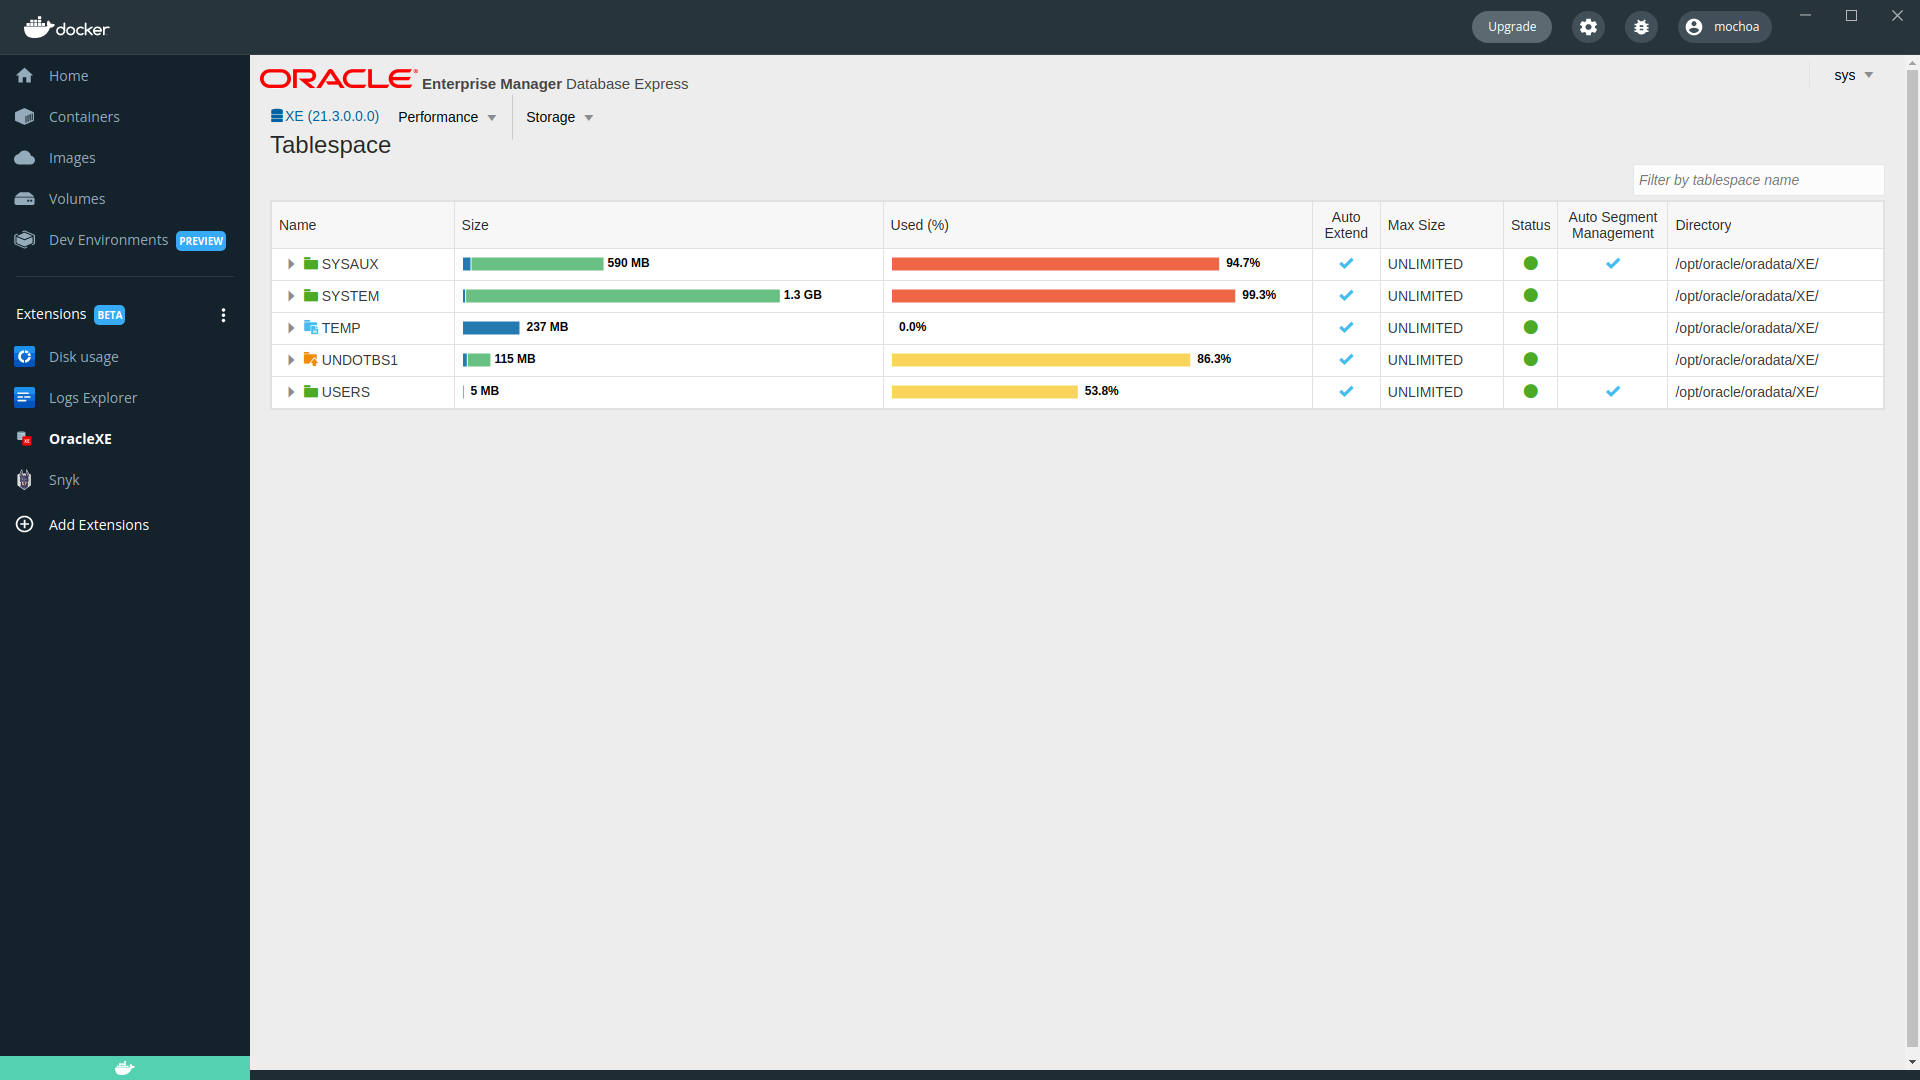 docker
Upgrade
mochoa
Home
Containers
Images
Volumes
Dev Environments PREVIEW
Extensions BETA
Disk usage
Logs Explorer
OracleXE
Snyk
Add Extensions
ORACLE® Enterprise Manager Database Express
sys
XE (21.3.0.0.0) Performance Storage
Tablespace
Filter by tablespace name
Name Size Used (%) Auto Extend Max Size Status Auto Segment Management Directory
SYSAUX 590 MB 94.7% UNLIMITED /opt/oracle/oradata/XE/
SYSTEM 1.3 GB 99.3% UNLIMITED /opt/oracle/oradata/XE/
TEMP 237 MB 0.0% UNLIMITED /opt/oracle/oradata/XE/
UNDOTBS1 115 MB 86.3% UNLIMITED /opt/oracle/oradata/XE/
USERS 5 MB 53.8% UNLIMITED /opt/oracle/oradata/XE/